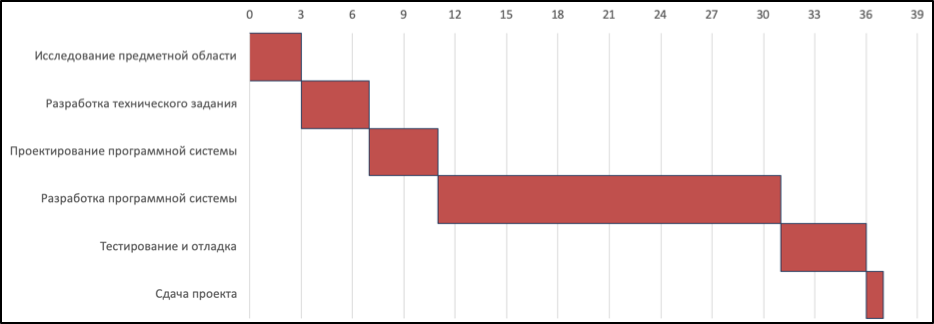 0 3 6 9 12 15 18 21 24 27 30 33 36 39
Исследование предметной области
Разработка технического задания
Проектирование программной системы
Разработка программной системы
Тестирование и отладка
Сдача проекта